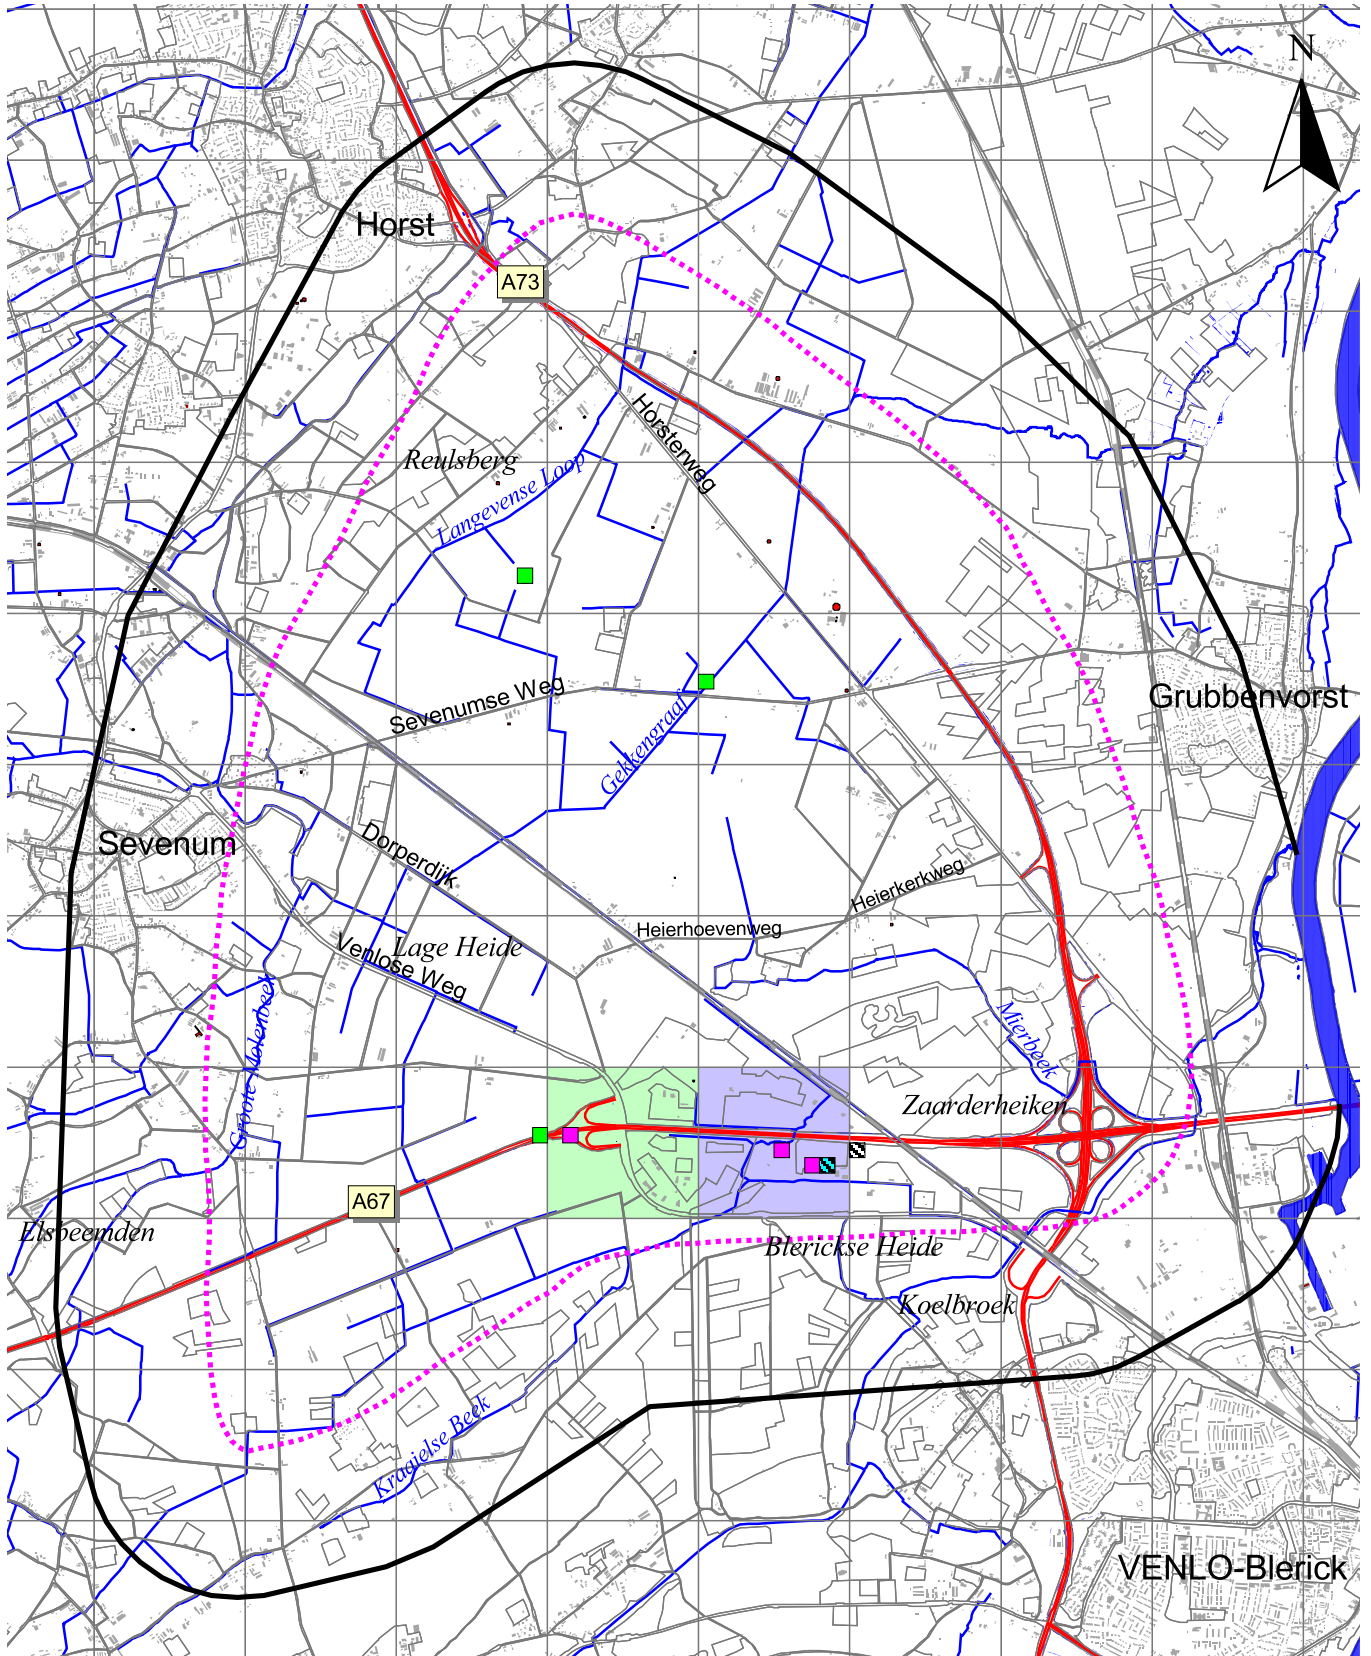 N
Horst
A73
Horsterweg
Reulsberg
Langevense Loop
Sevenumse Weg
Grubbenvorst
Gekkengraaf
Sevenum
Dorperdijk
Heierkerkweg
Heierhoevenweg
Lage Heide
Venlose Weg
Groote Molenbeek
Mierbeek
Zaarderheiken
A67
Elsbeemden
Blerickse Heide
Koelbroek
Kraaielse Beek
VENLO-Blerick